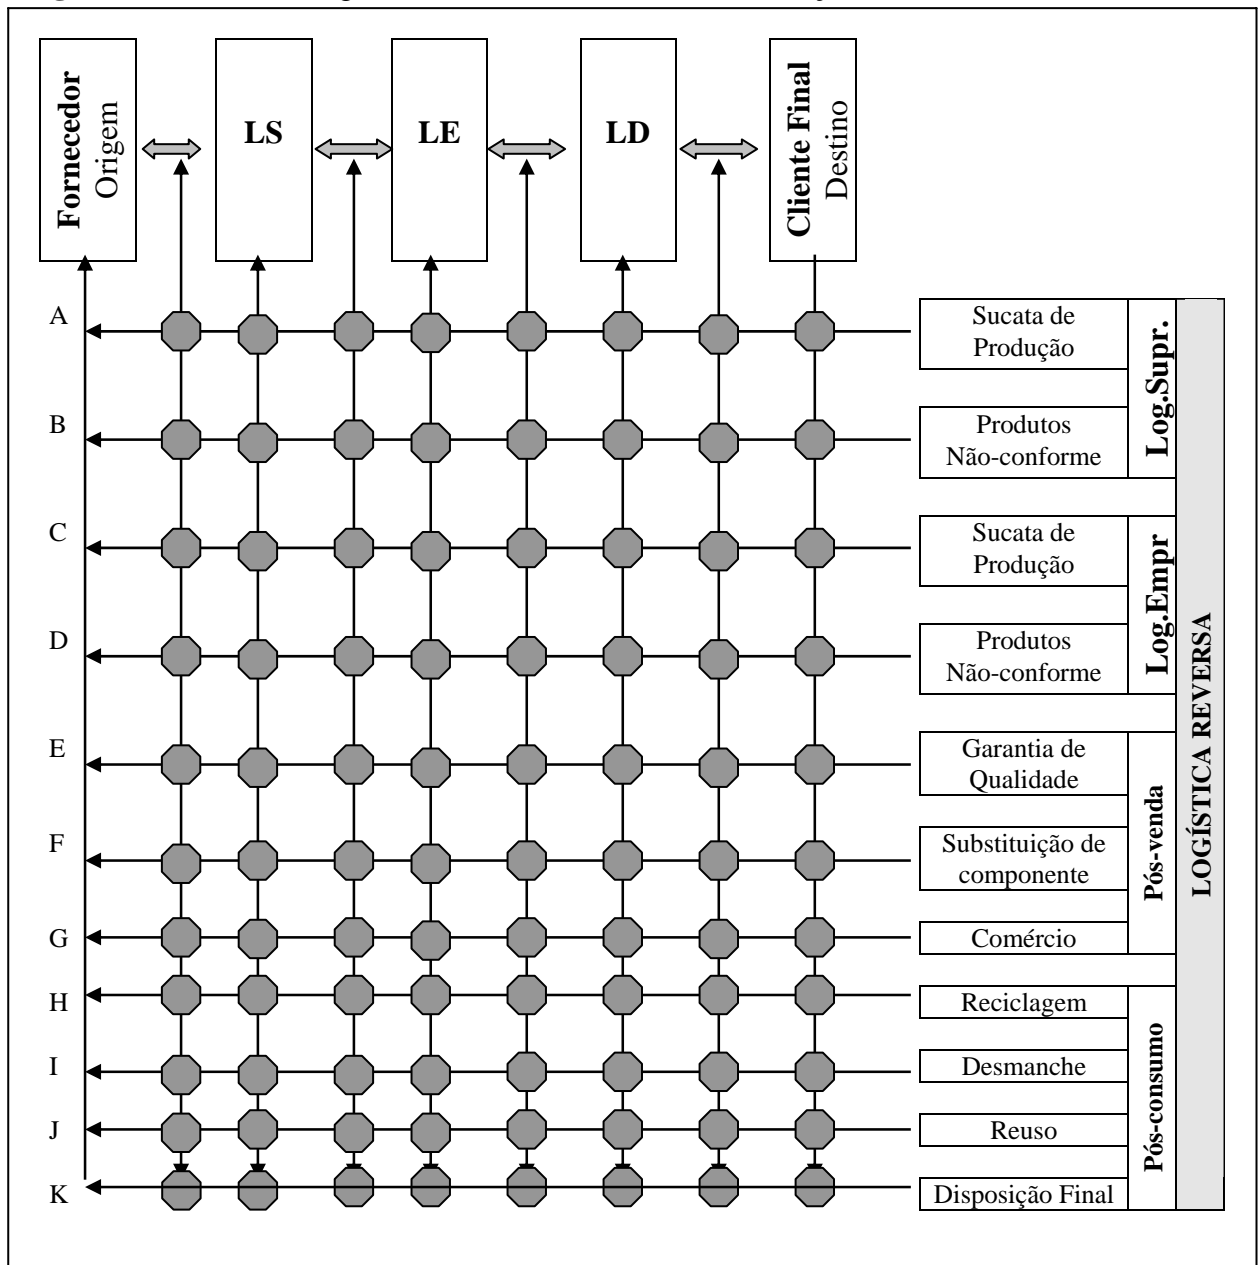 Fornecedor
Origem
LS
LE
LD
Cliente Final
Destino
A
Sucata de
Produção
B
Produtos
Não-conforme
Log.Supr.
C
Sucata de
Produção
D
Produtos
Não-conforme
Log.Empr
E
Garantia de
Qualidade
F
Substituição de
componente
G
Comércio
Pós-venda
H
Reciclagem
I
Desmanche
J
Reuso
K
Disposição Final
Pós-consumo
LOGÍSTICA REVERSA